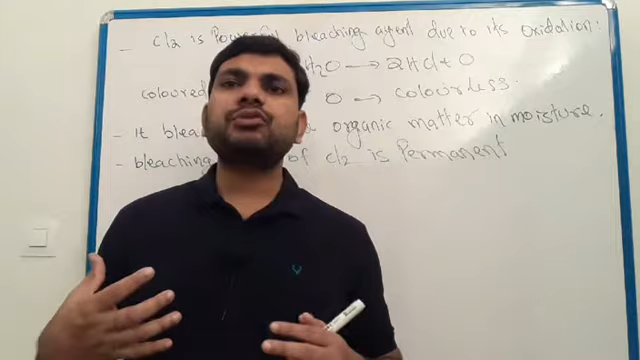 - Cl2 is Powerful bleaching agent due to its Oxidation:
H2O → 2HCl + O
coloured O → colourless.
- It organic matter in moisture.
- bleaching of cl2 is Permanent